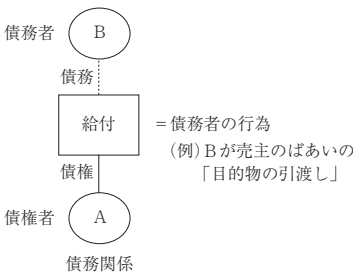 債務者 B
債務
給付 =債務者の行為
(例)Bが売主のばあいの
「目的物の引渡し」
債権
債権者 A
債務関係